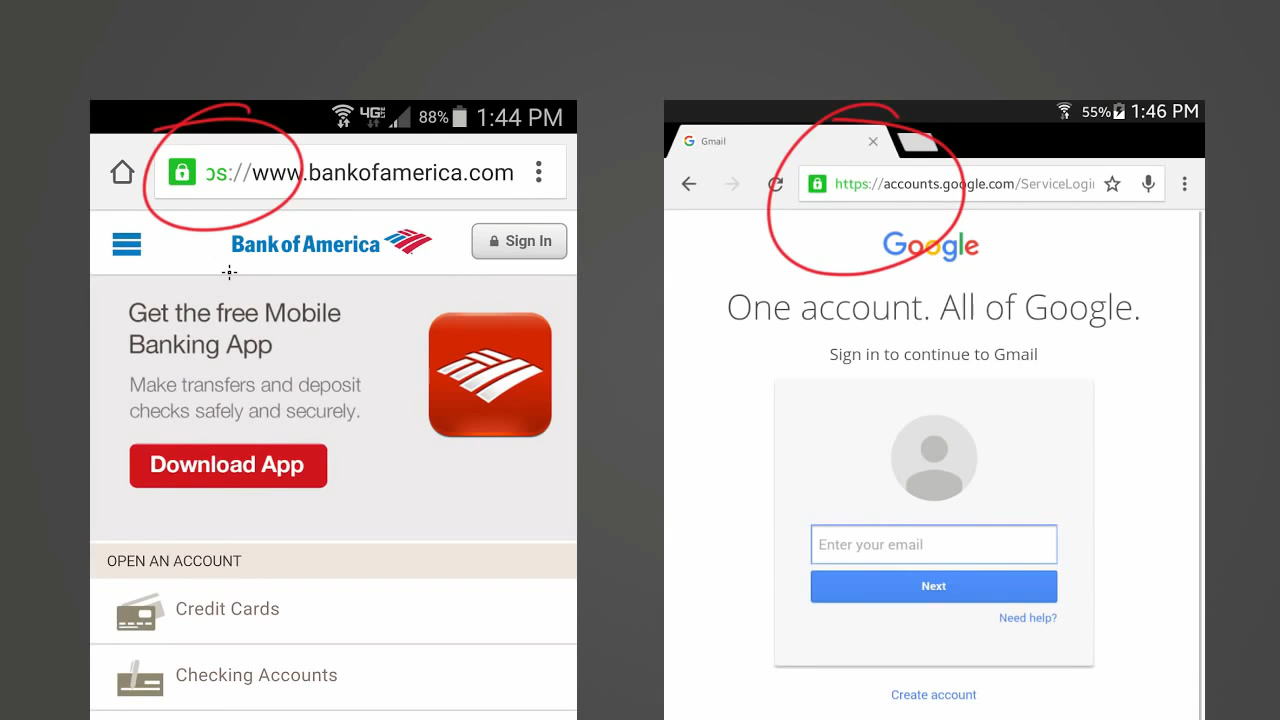 4G LTE 88% 1:44 PM
ps://www.bankofamerica.com
Bank of America
Sign In
Get the free Mobile
Banking App
Make transfers and deposit
checks safely and securely.
Download App
OPEN AN ACCOUNT
Credit Cards
Checking Accounts
55% 1:46 PM
G Gmail
https://accounts.google.com/ServiceLogin
Google
One account. All of Google.
Sign in to continue to Gmail
Enter your email
Next
Need help?
Create account